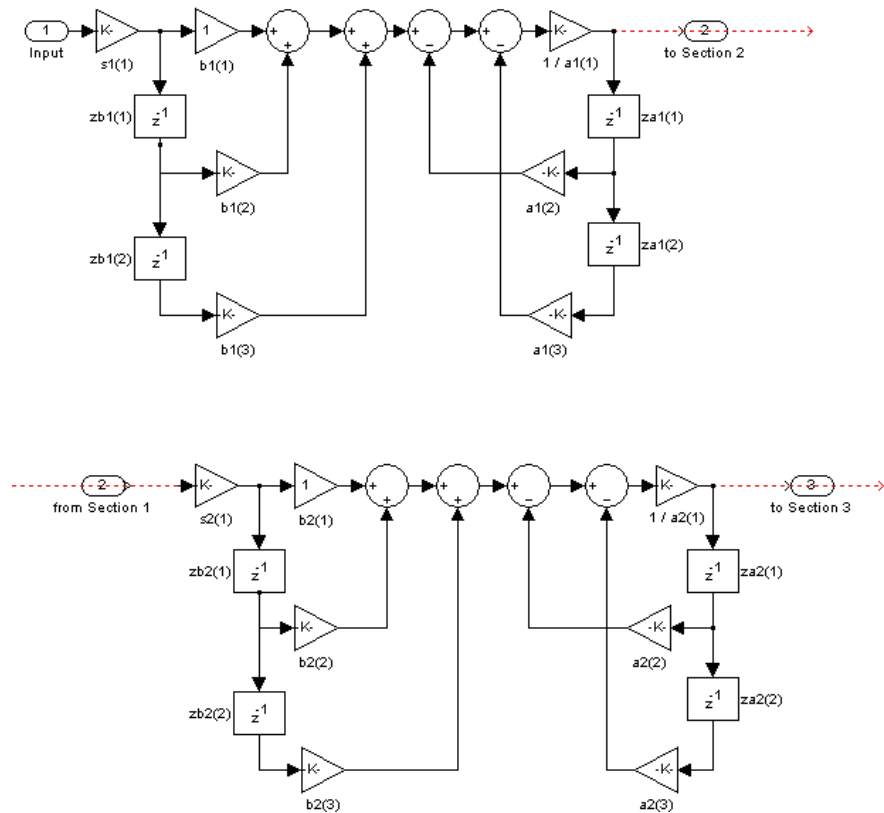 1 K- 1 + + + + + − + − K- 2
Input s1(1) b1(1) 1 / a1(1) to Section 2
zb1(1) z-1 z-1 za1(1)
K- -K-
b1(2) a1(2)
zb1(2) z-1 z-1 za1(2)
K- -K-
b1(3) a1(3)
2 K- 1 + + + + + − + − K- 3
from Section 1 s2(1) b2(1) 1 / a2(1) to Section 3
zb2(1) z-1 z-1 za2(1)
K- -K-
b2(2) a2(2)
zb2(2) z-1 z-1 za2(2)
K- -K-
b2(3) a2(3)